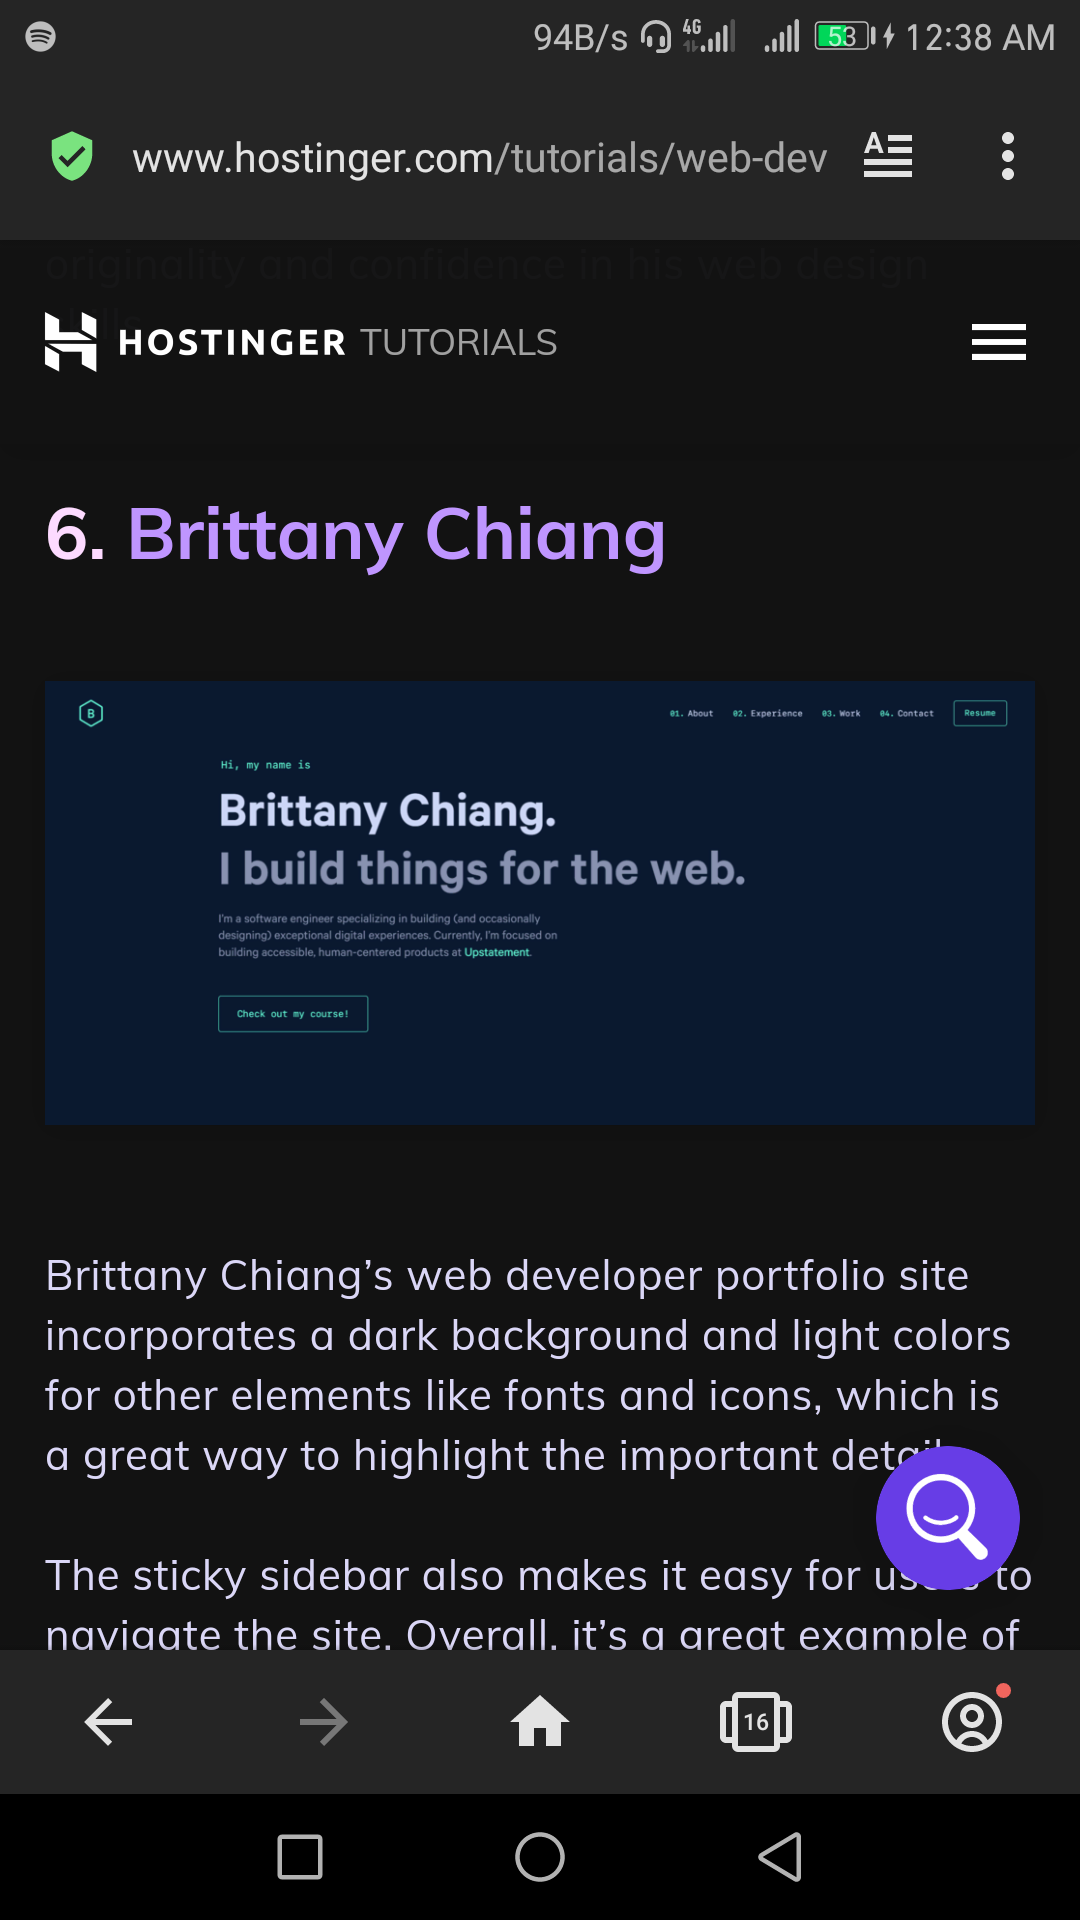 94B/s 4G 53 12:38 AM
www.hostinger.com/tutorials/web-dev
originality and confidence in his web design
HOSTINGER TUTORIALS
6. Brittany Chiang
B 01. About 02. Experience 03. Work 04. Contact Resume
Hi, my name is
Brittany Chiang.
I build things for the web.
I'm a software engineer specializing in building (and occasionally
designing) exceptional digital experiences. Currently, I'm focused on
building accessible, human-centered products at Upstatement.
Check out my course!
Brittany Chiang’s web developer portfolio site
incorporates a dark background and light colors
for other elements like fonts and icons, which is
a great way to highlight the important
The sticky sidebar also makes it easy for to
navigate the site. Overall, it’s a great example of
16